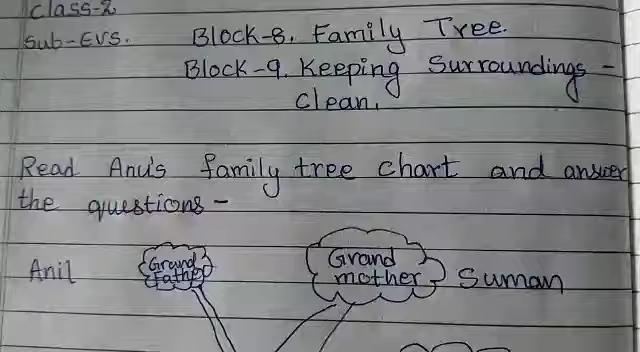 Class-2
Sub-EVS.
Block-8. Family Tree.
Block-9. Keeping Surroundings -
Clean.
Read Anu's family tree chart and answer
the questions -
Anil
Grand
Father
Grand
mother
Suman